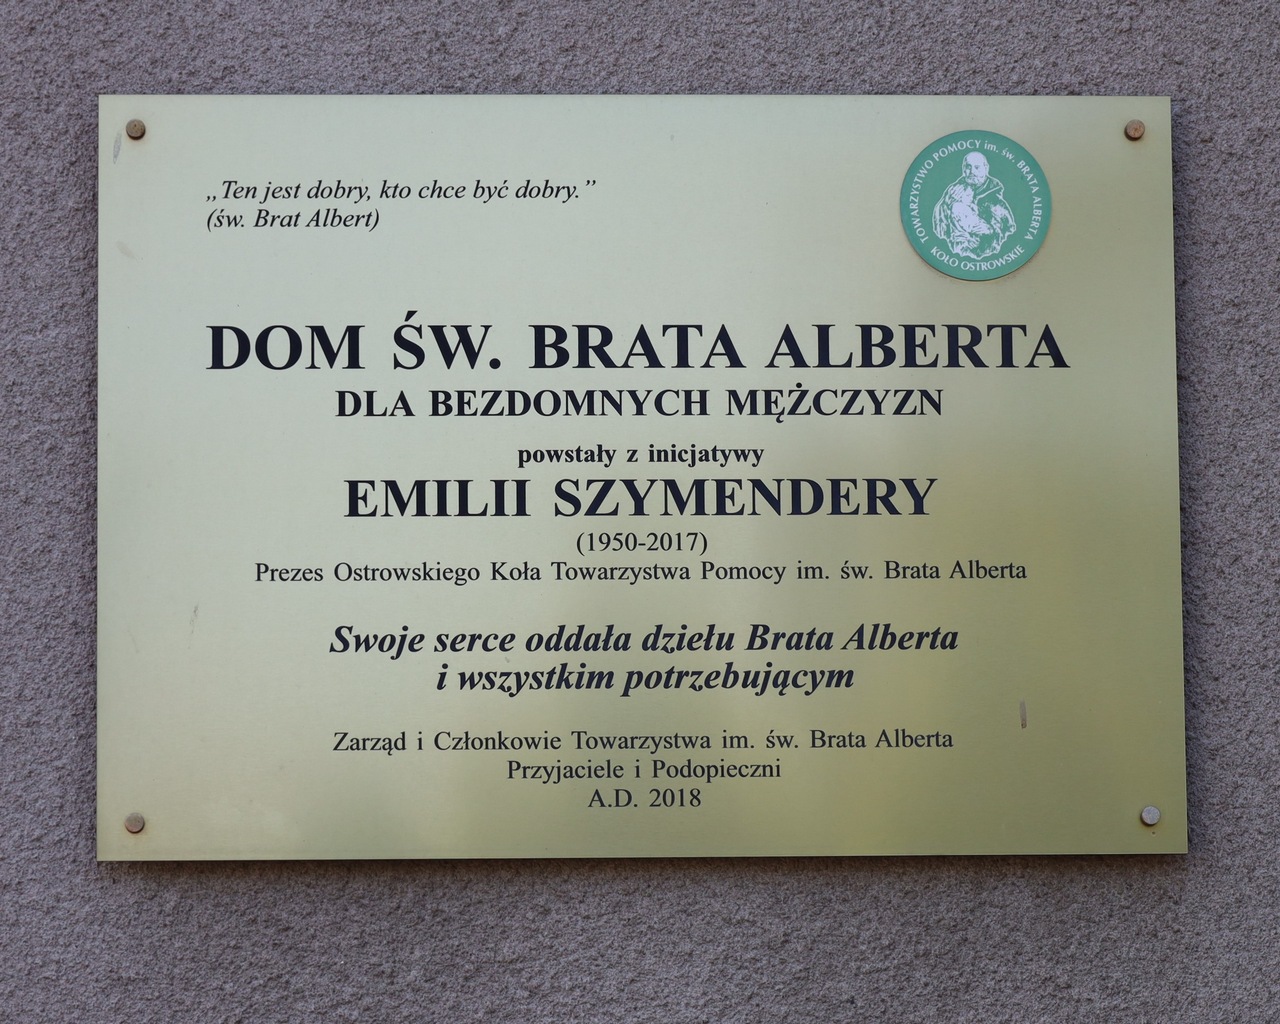 „Ten jest dobry, kto chce być dobry.”
(św. Brat Albert)
TOWARZYSTWO POMOCY im. św. BRATA ALBERTA
KOŁO OSTROWSKIE
DOM ŚW. BRATA ALBERTA
DLA BEZDOMNYCH MĘŻCZYZN
powstały z inicjatywy
EMILII SZYMENDERY
(1950-2017)
Prezes Ostrowskiego Koła Towarzystwa Pomocy im. św. Brata Alberta
Swoje serce oddała dziełu Brata Alberta
i wszystkim potrzebującym
Zarząd i Członkowie Towarzystwa im. św. Brata Alberta
Przyjaciele i Podopieczni
A.D. 2018